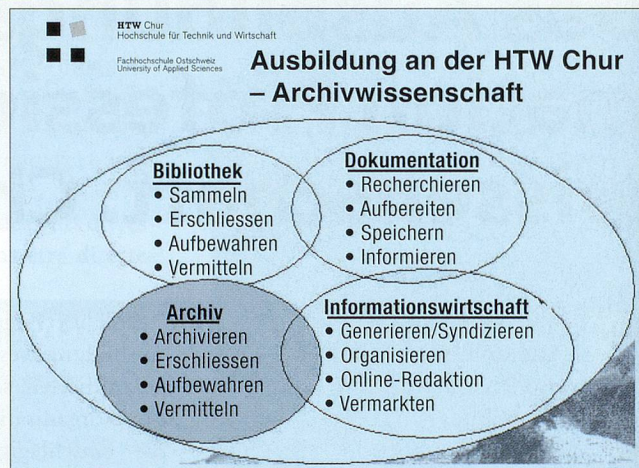 HTW Chur
Hochschule für Technik und Wirtschaft
Fachhochschule Ostschweiz
University of Applied Sciences
Ausbildung an der HTW Chur
– Archivwissenschaft
Bibliothek
• Sammeln
• Erschliessen
• Aufbewahren
• Vermitteln
Dokumentation
• Recherchieren
• Aufbereiten
• Speichern
• Informieren
Archiv
• Archivieren
• Erschliessen
• Aufbewahren
• Vermitteln
Informationswirtschaft
• Generieren/Syndizieren
• Organisieren
• Online-Redaktion
• Vermarkten